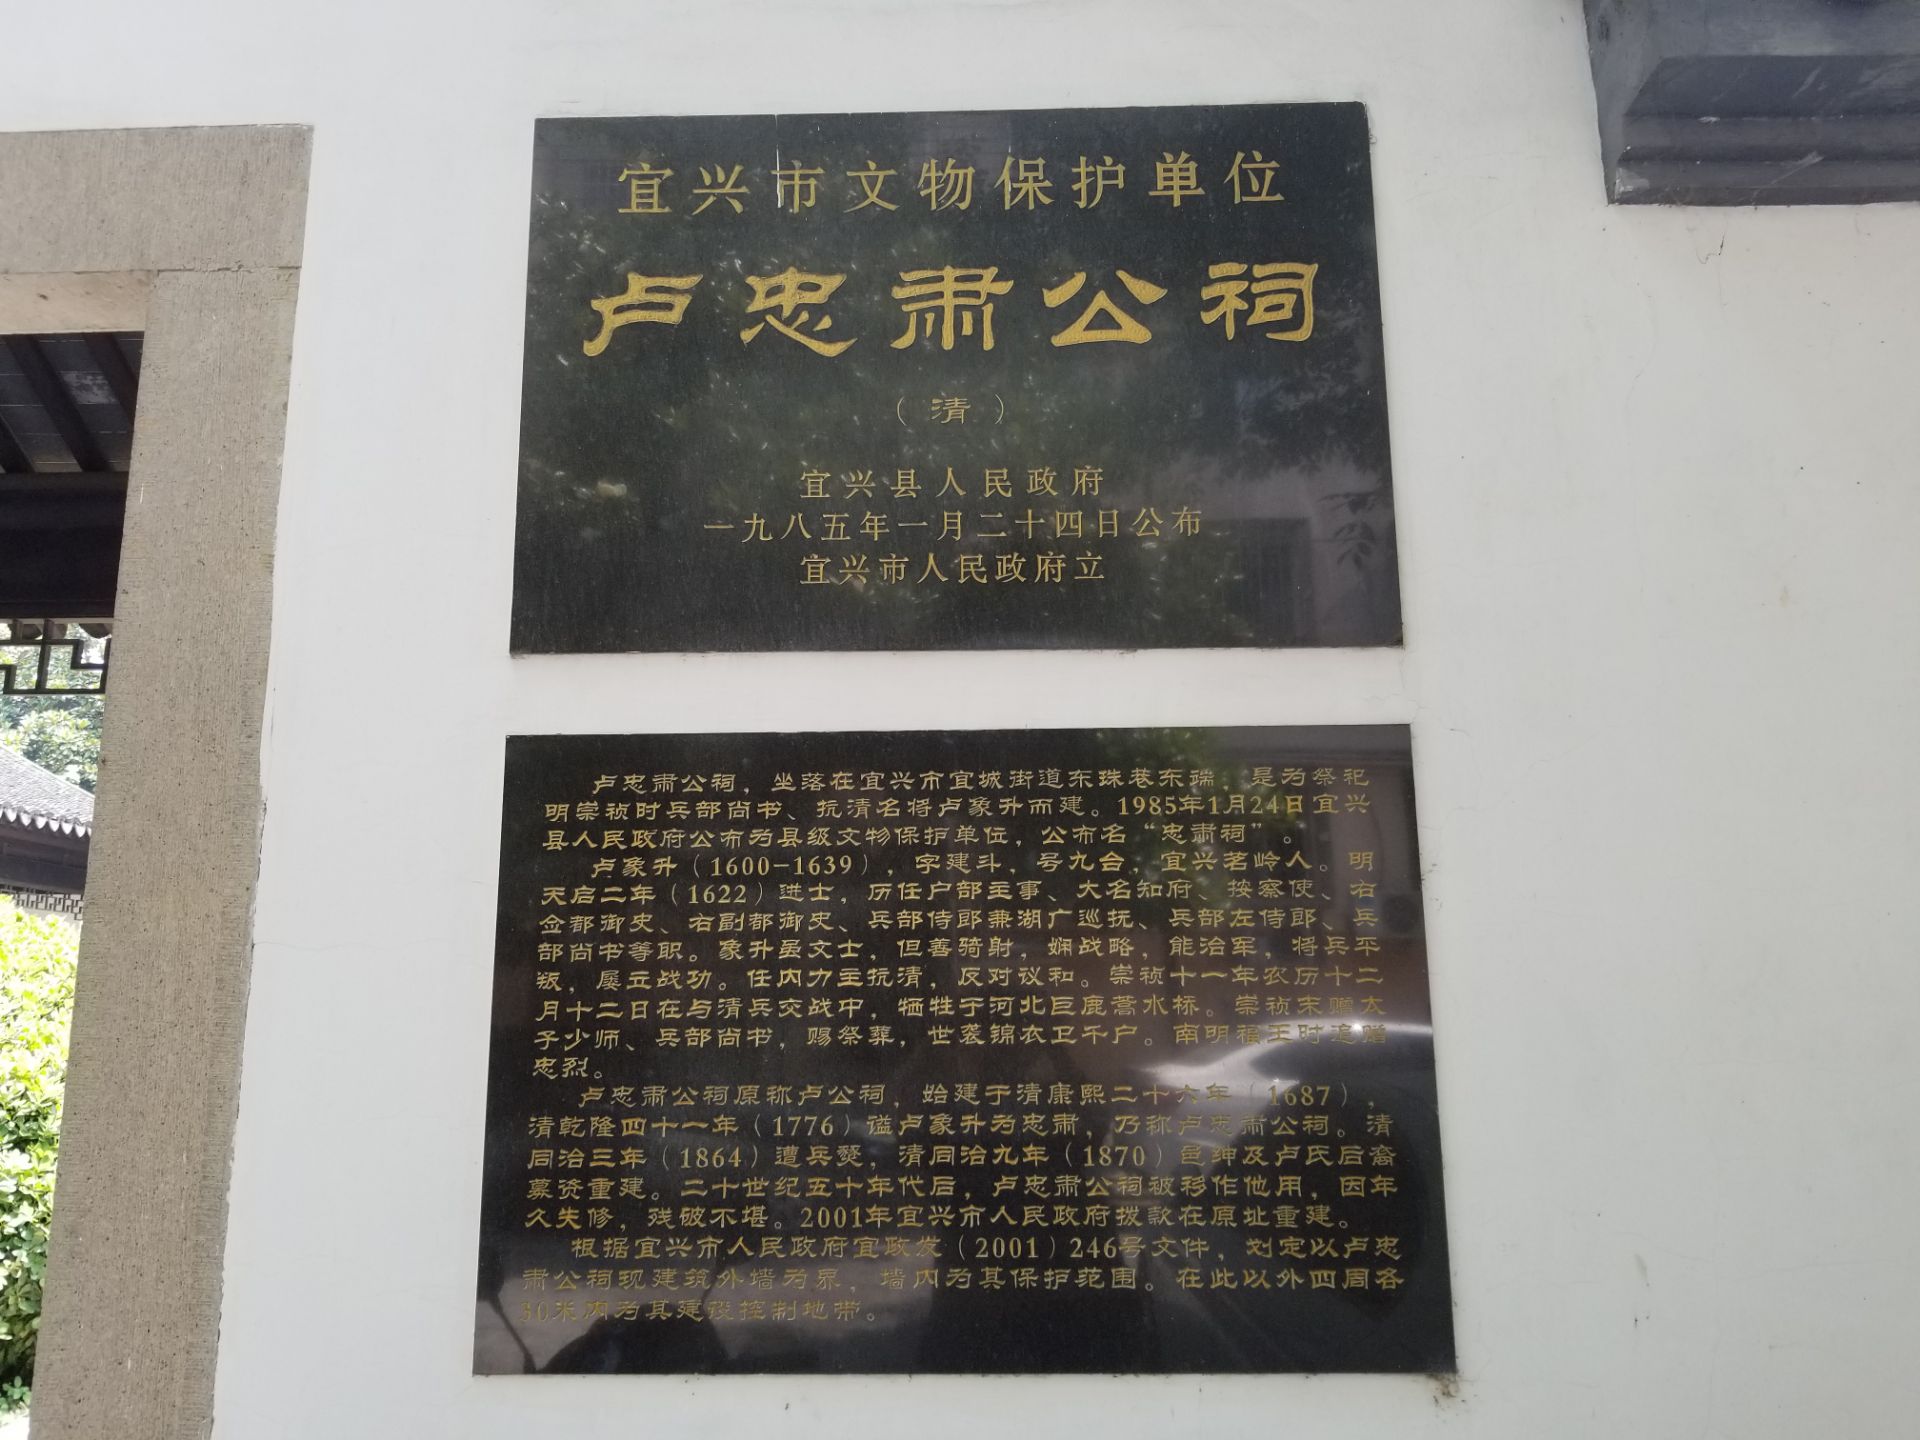 宜兴市文物保护单位
卢忠肃公祠
（清）
宜兴县人民政府
一九八五年一月二十四日公布
宜兴市人民政府立
卢忠肃公祠，坐落在宜兴市宜城街道东珠巷东端，是为祭祀
明崇祯时兵部尚书、抗清名将卢象升而建。1985年1月24日宜兴
县人民政府公布为县级文物保护单位，公布名“忠肃祠”。
卢象升（1600-1639），字建斗，号九台，宜兴茗岭人。明
天启二年（1622）进士，历任户部主事、大名知府、按察使、右
佥都御史、右副都御史、兵部侍郎兼湖广巡抚、兵部左侍郎、兵
部尚书等职。象升虽文士，但善骑射，娴战略，能治军，将兵平
叛，屡立战功。任内力主抗清，反对议和。崇祯十一年农历十二
月十二日在与清兵交战中，牺牲于河北巨鹿蒿水桥。崇祯末赠太
子少师、兵部尚书，赐祭葬，世袭锦衣卫千户。南明福王时追赠
忠烈。
卢忠肃公祠原称卢公祠，始建于清康熙二十六年（1687），
清乾隆四十一年（1776）谥卢象升为忠肃，乃称卢忠肃公祠。清
同治三年（1864）遭兵燹，清同治九年（1870）邑绅及卢氏后裔
募资重建。二十世纪五十年代后，卢忠肃公祠被移作他用，因年
久失修，残破不堪。2001年宜兴市人民政府拨款在原址重建。
根据宜兴市人民政府宜政发（2001）246号文件，划定以卢忠
肃公祠现建筑外墙为界，墙内为其保护范围。在此以外四周各
30米内为其建设控制地带。